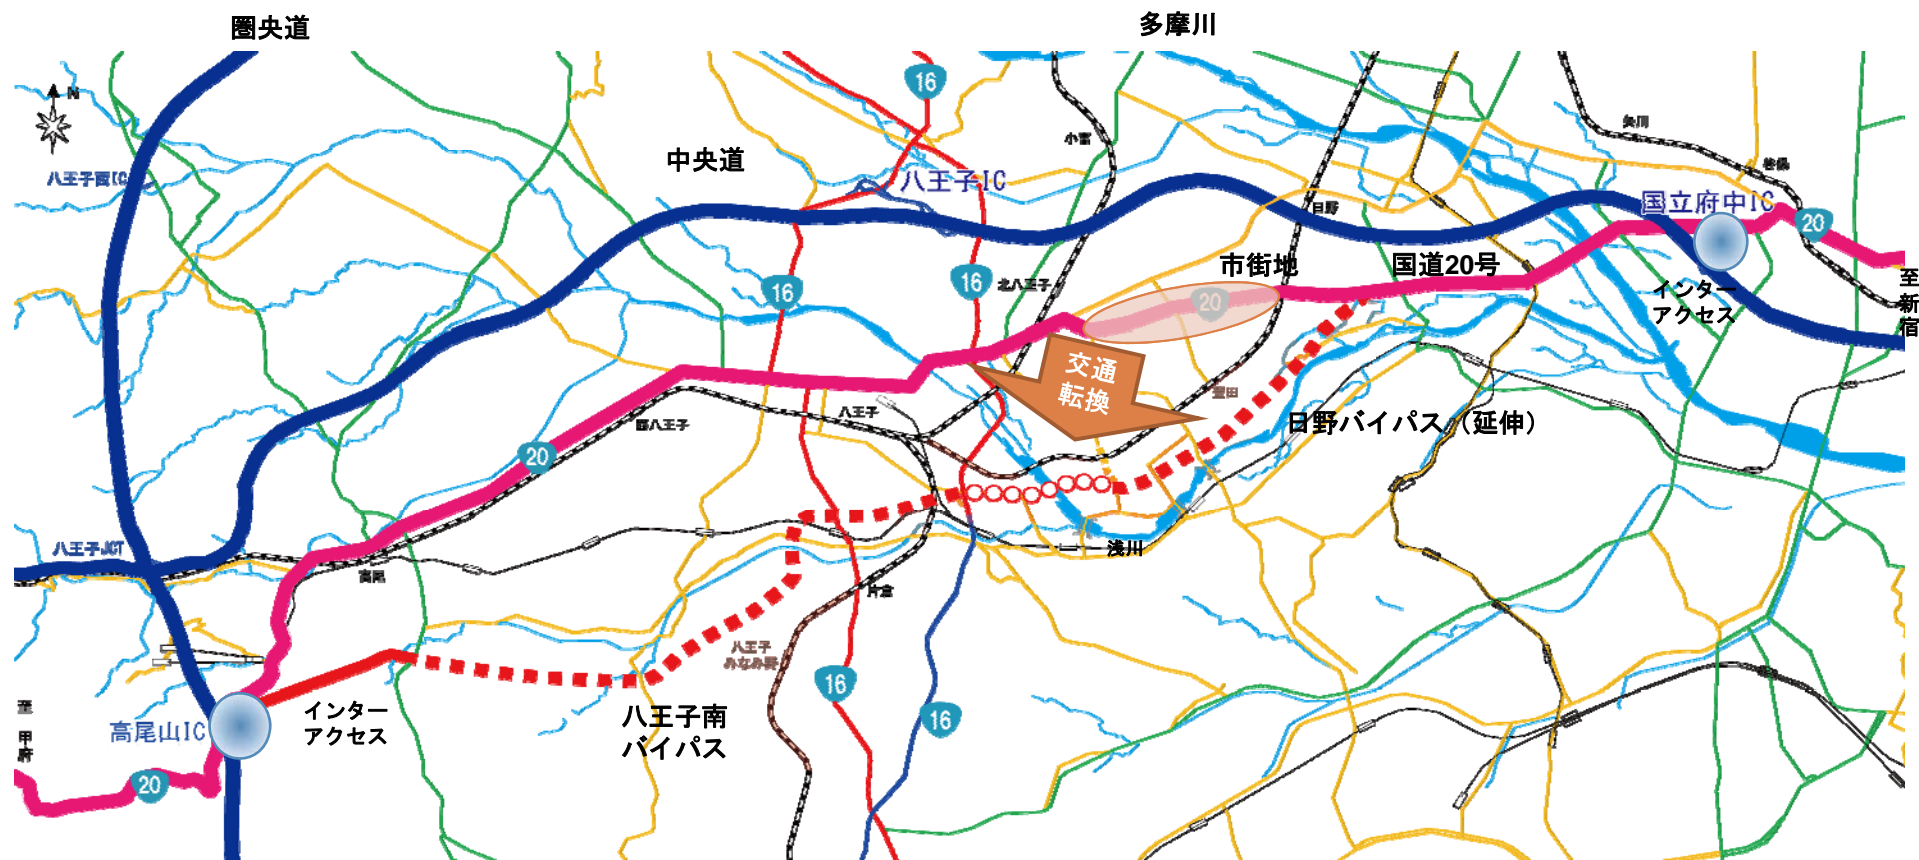 圏央道
多摩川
16
N
小宮
矢川
谷保
中央道
八王子西IC
八王子IC
日野
国立府中IC
20
市街地
国道20号
16
16
北八王子
20
インター
アクセス
至
新
宿
交通
転換
豊田
八王子
西八王子
日野バイパス（延伸）
20
八王子JCT
高尾
浅川
片倉
八王子
みなみ野
16
16
インター
アクセス
八王子南
バイパス
至
甲
府
高尾山IC
20